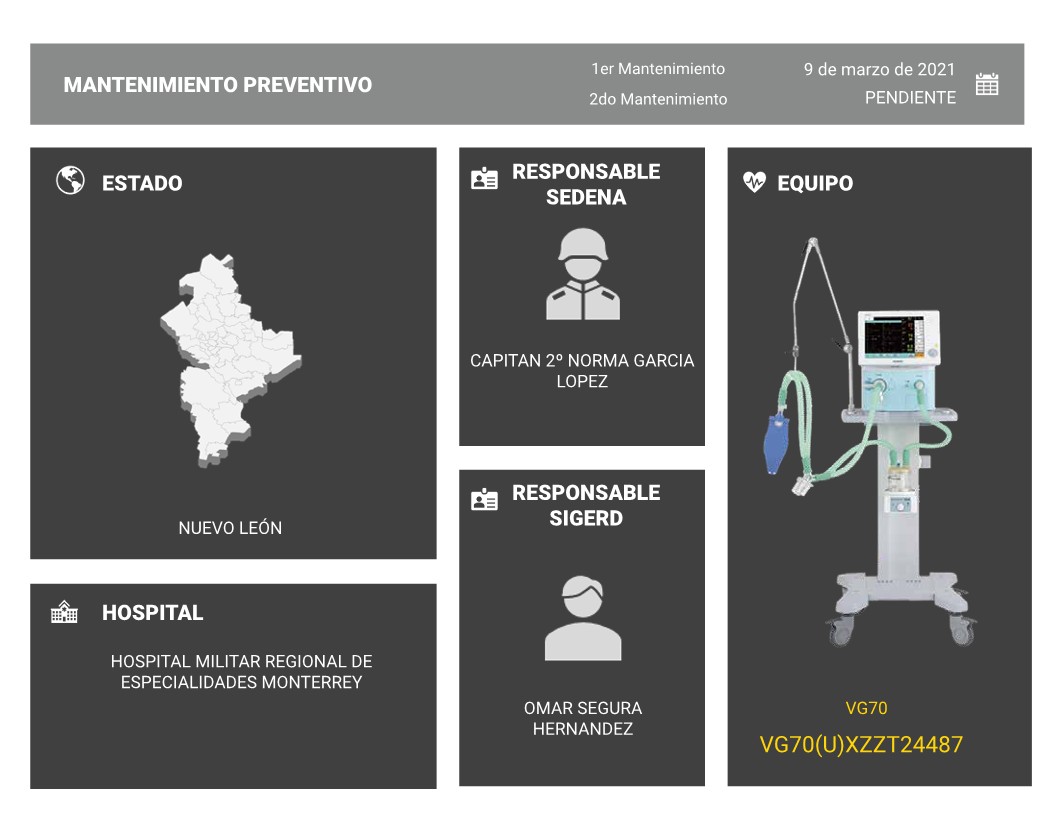 MANTENIMIENTO PREVENTIVO
1er Mantenimiento
9 de marzo de 2021
2do Mantenimiento
PENDIENTE
ESTADO
NUEVO LEÓN
HOSPITAL
HOSPITAL MILITAR REGIONAL DE
ESPECIALIDADES MONTERREY
RESPONSABLE
SEDENA
CAPITAN 2º NORMA GARCIA
LOPEZ
RESPONSABLE
SIGERD
OMAR SEGURA
HERNANDEZ
EQUIPO
VG70
VG70(U)XZZT24487